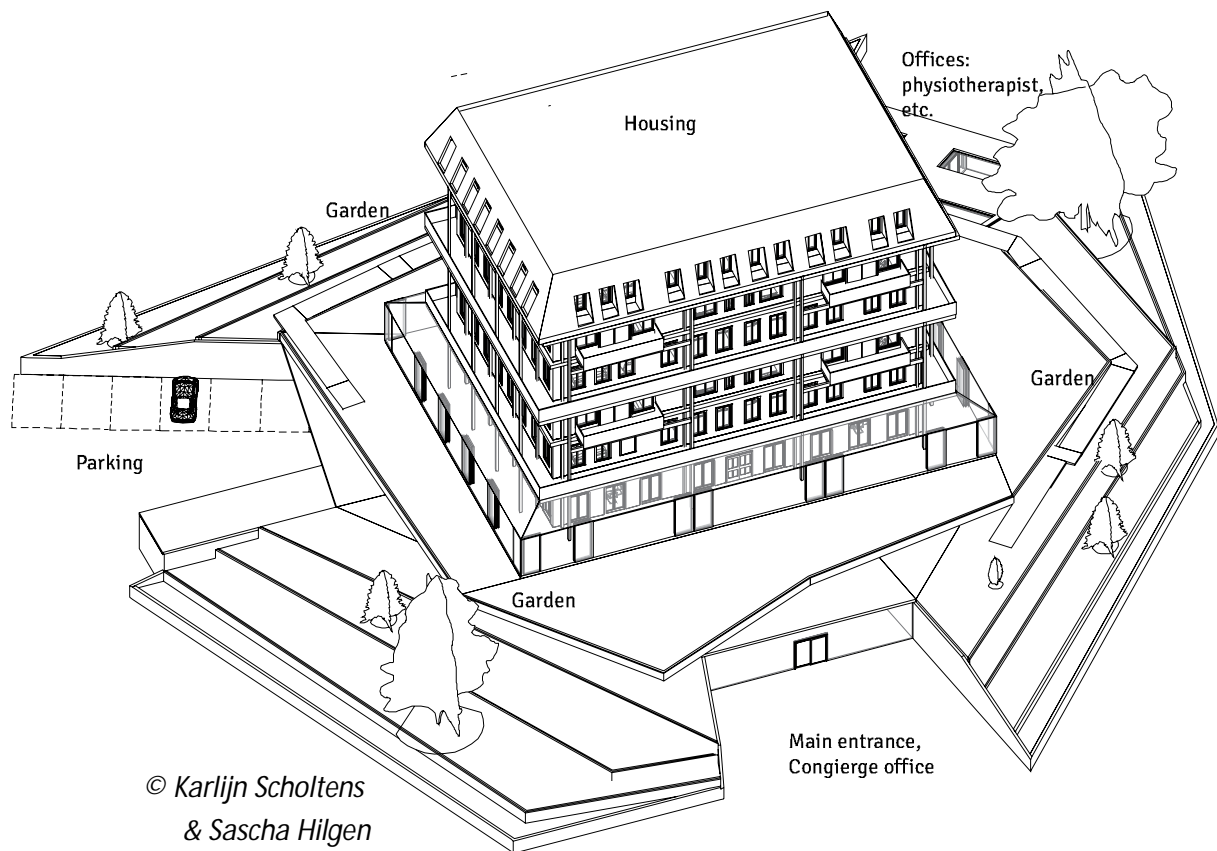 Offices:
physiotherapist,
etc.
Housing
Garden
Garden
Parking
Garden
Main entrance,
Congierge office
© Karlijn Scholtens
& Sascha Hilgen